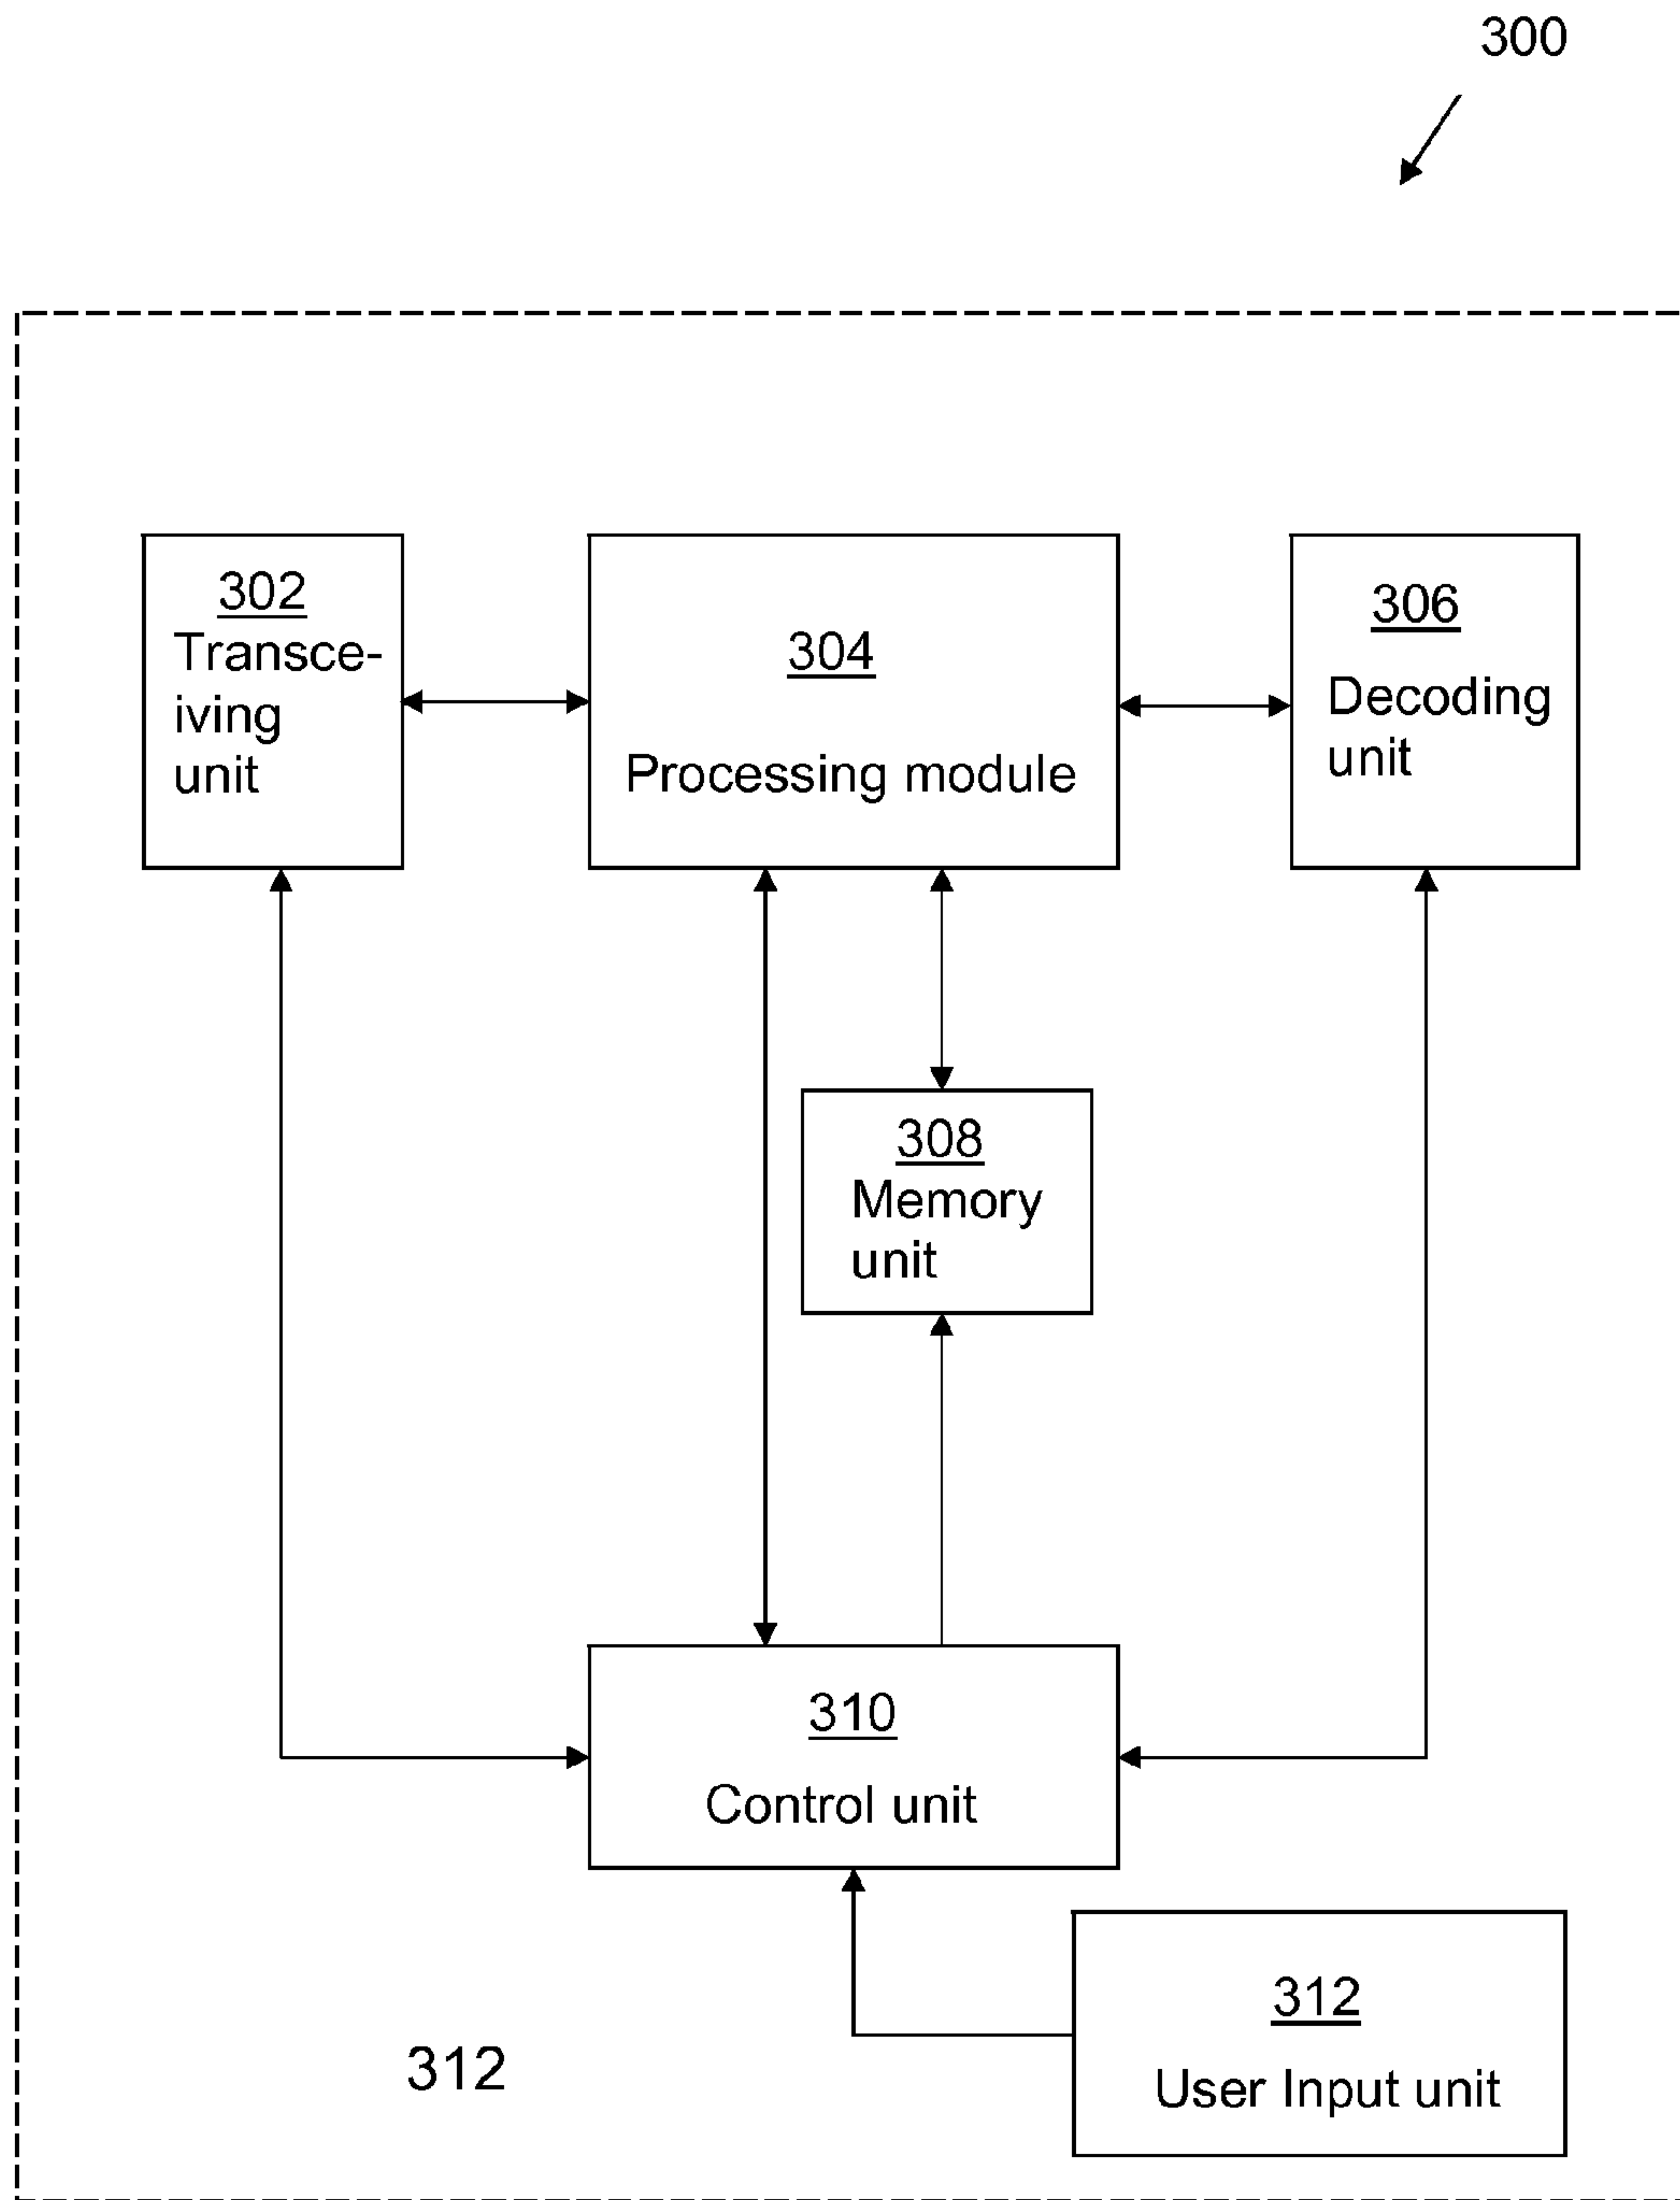 300
302
Transce-
iving
unit
304
Processing module
306
Decoding
unit
308
Memory
unit
310
Control unit
312
User Input unit
312